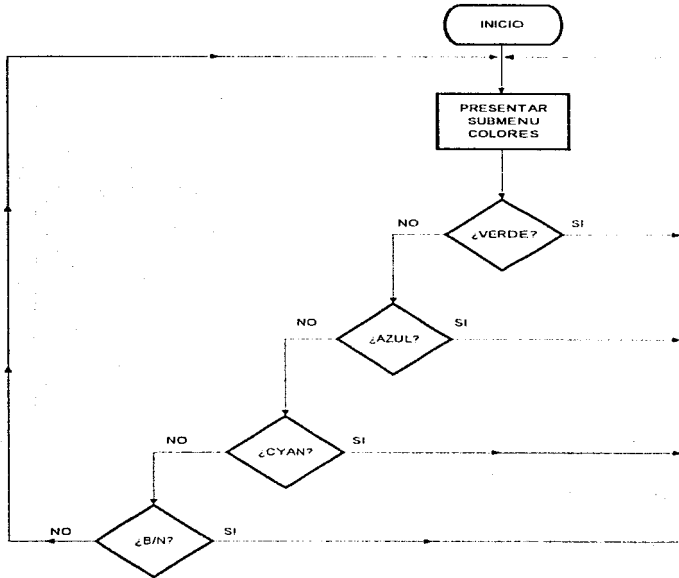 INICIO
PRESENTAR
SUBMENU
COLORES
NO
¿VERDE?
SI
NO
¿AZUL?
SI
NO
¿CYAN?
SI
NO
¿B/N?
SI